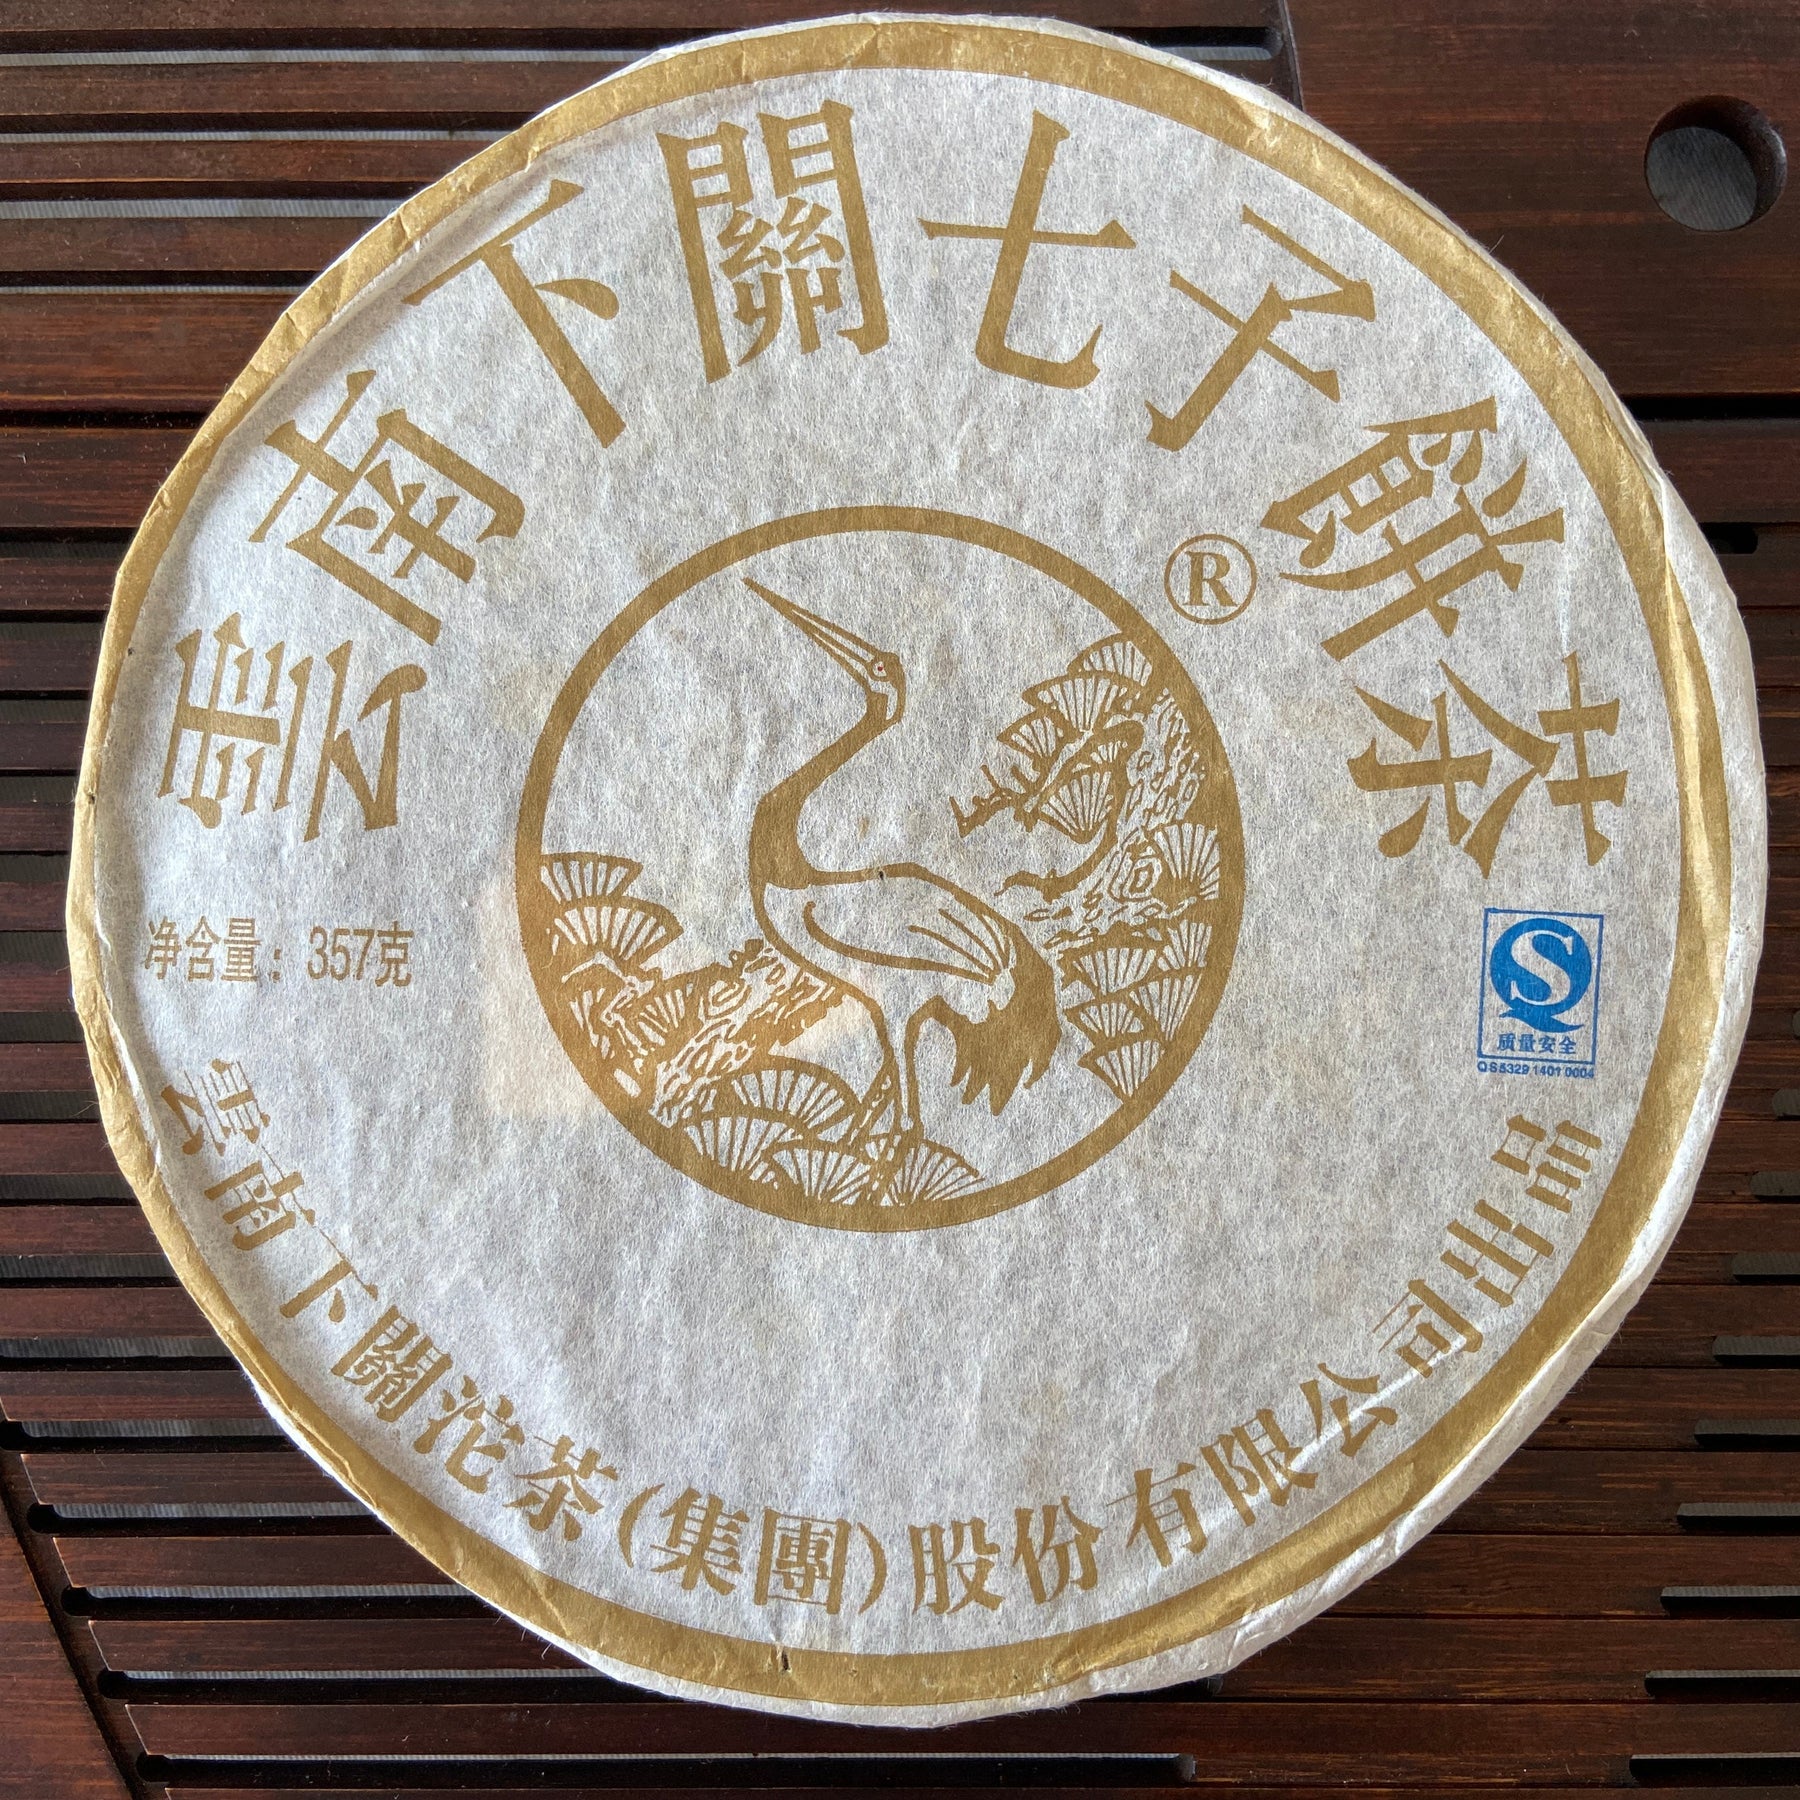 雲南下關七子餅茶
®
净含量：357克
S
质量安全
QS5329 1401 0004
雲南下關沱茶(集團)股份有限公司出品